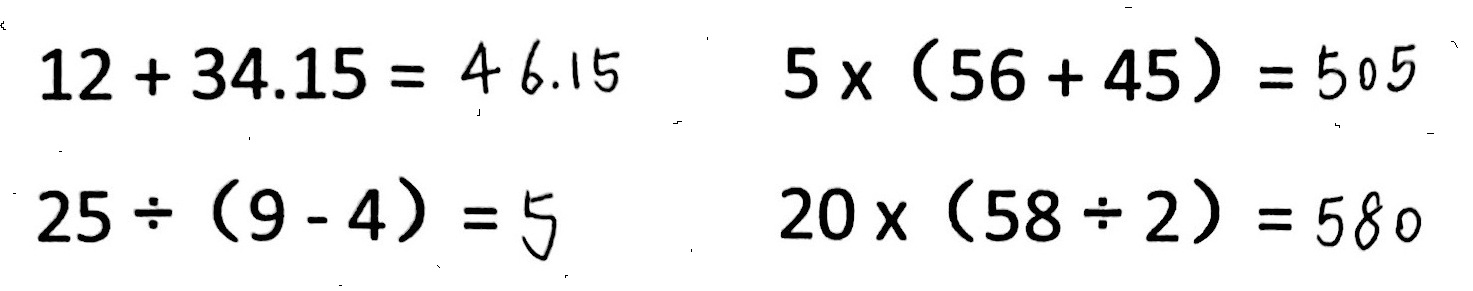 12 + 34.15 = 46.15
5 x（56 + 45）= 505
25 ÷（9 - 4）= 5
20 x（58 ÷ 2）= 580